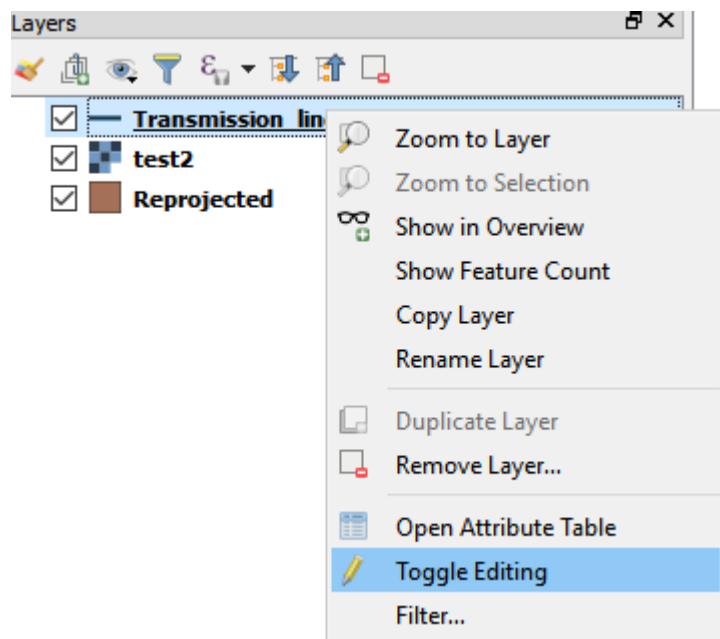 Layers
Transmission_lin
test2
Reprojected
Zoom to Layer
Zoom to Selection
Show in Overview
Show Feature Count
Copy Layer
Rename Layer
Duplicate Layer
Remove Layer...
Open Attribute Table
Toggle Editing
Filter...